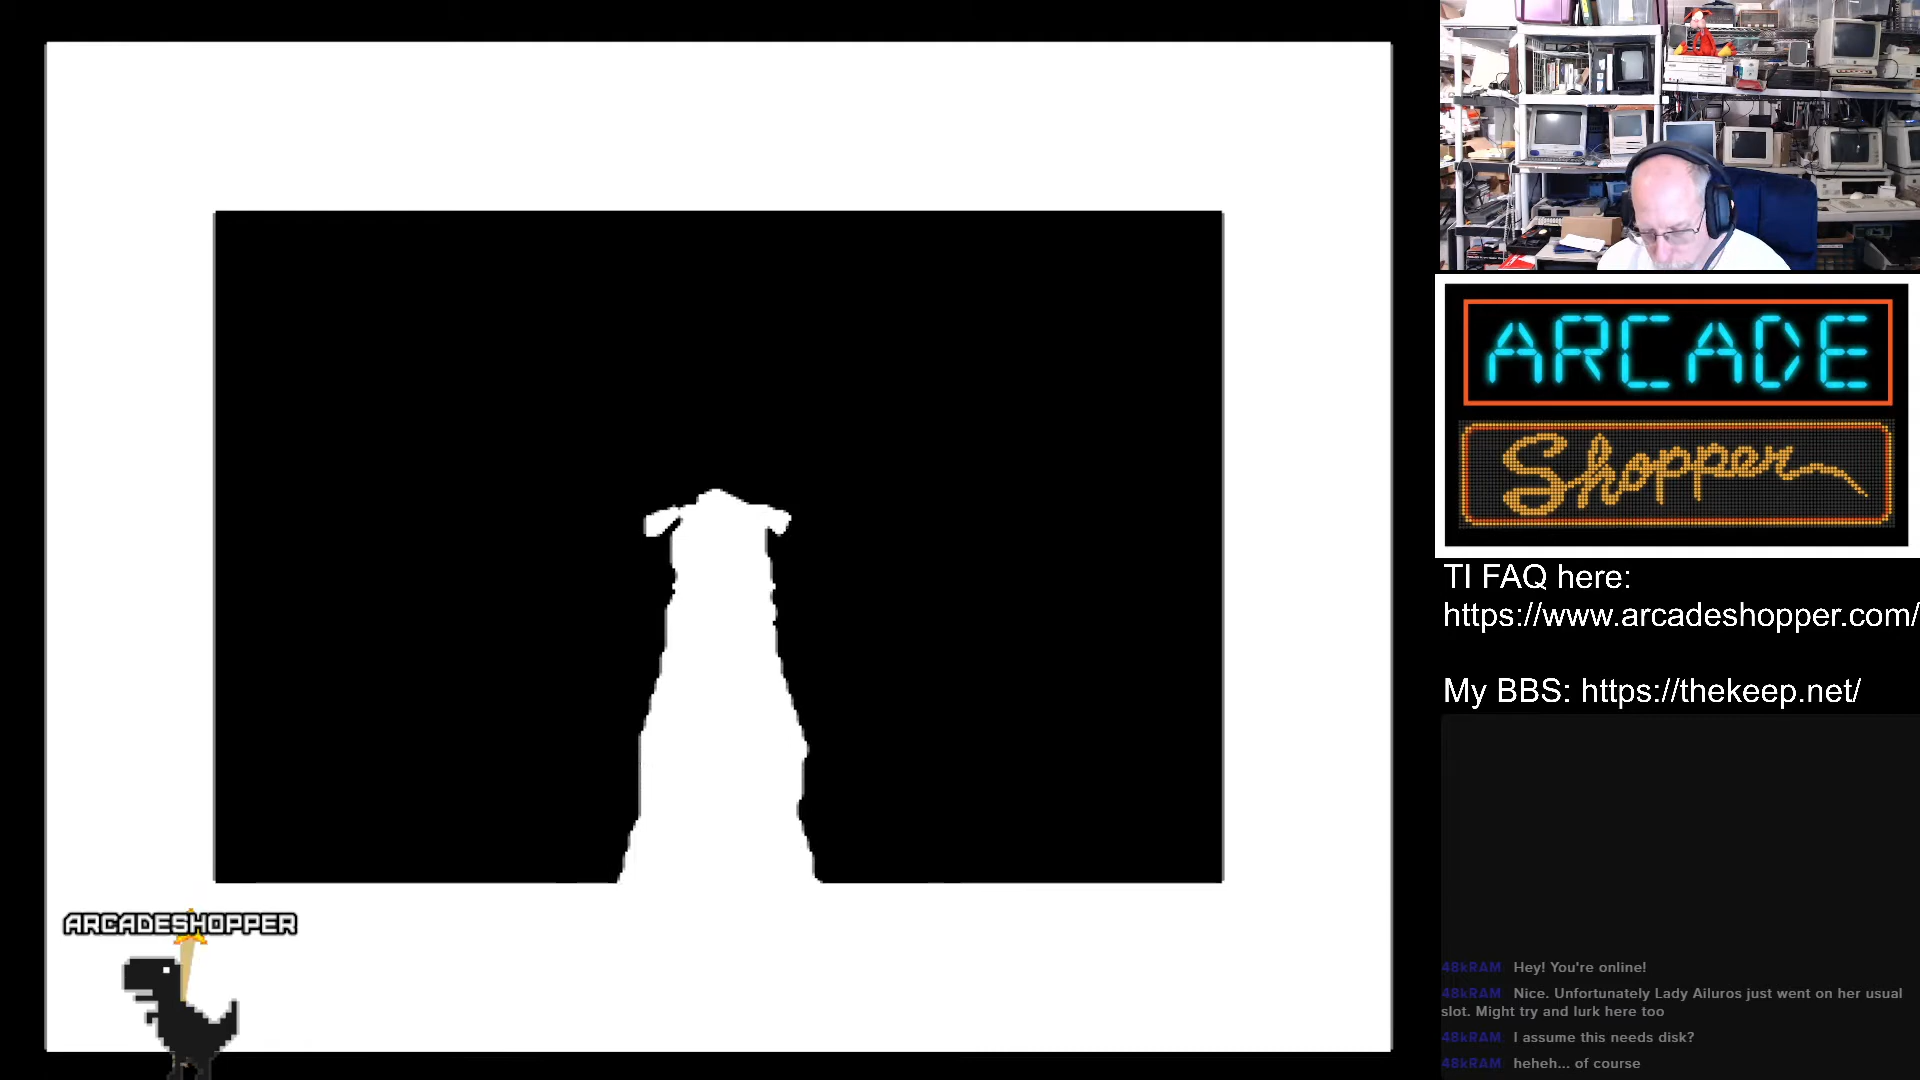 ARCADE
Shopper
TI FAQ here:
https://www.arcadeshopper.com/
My BBS: https://thekeep.net/
ARCADESHOPPER
48kRAM Hey! You're online!
48kRAM Nice. Unfortunately Lady Ailuros just went on her usual
slot. Might try and lurk here too
48kRAM I assume this needs disk?
48kRAM heheh... of course